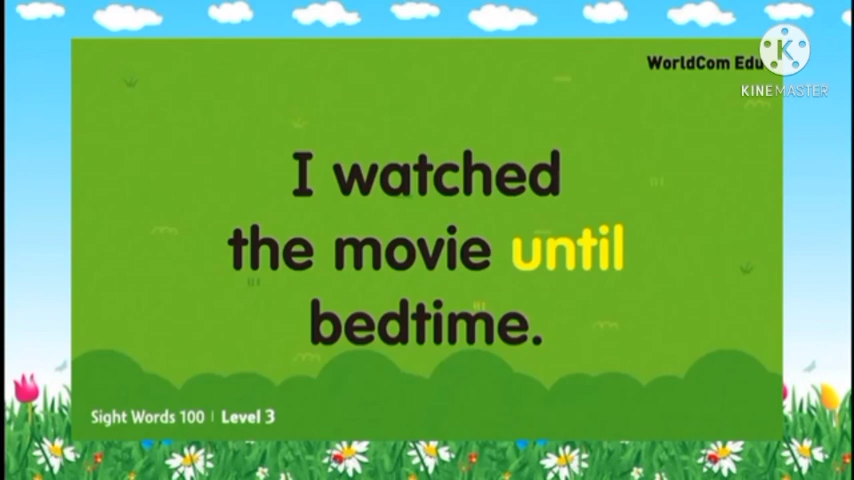 WorldCom Edu
KINEMASTER
I watched
the movie until
bedtime.
Sight Words 100 | Level 3